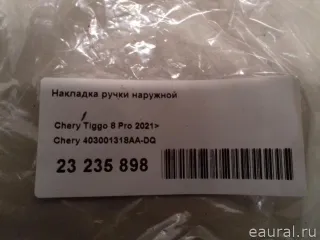 Накладка ручки наружной
Chery Tiggo 8 Pro 2021>
Chery 403001318AA-DQ
23 235 898
eaural.ru